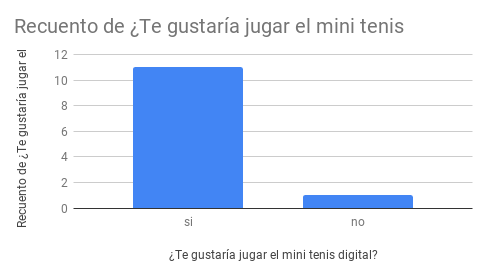 Recuento de ¿Te gustaría jugar el mini tenis
Recuento de ¿Te gustaría jugar el
12
10
8
6
4
2
0
si
no
¿Te gustaría jugar el mini tenis digital?